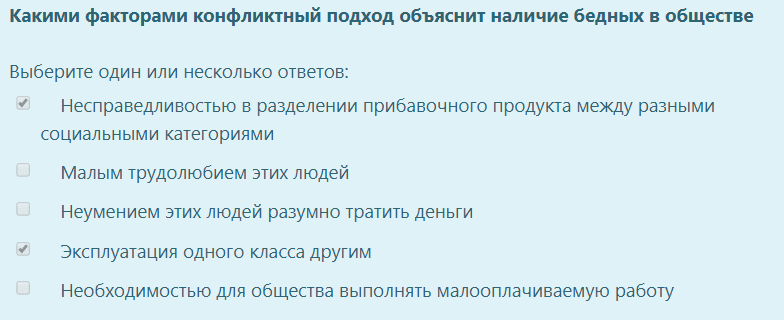 Какими факторами конфликтный подход объяснит наличие бедных в обществе
Выберите один или несколько ответов:
Несправедливостью в разделении прибавочного продукта между разными
социальными категориями
Малым трудолюбием этих людей
Неумением этих людей разумно тратить деньги
Эксплуатация одного класса другим
Необходимостью для общества выполнять малооплачиваемую работу